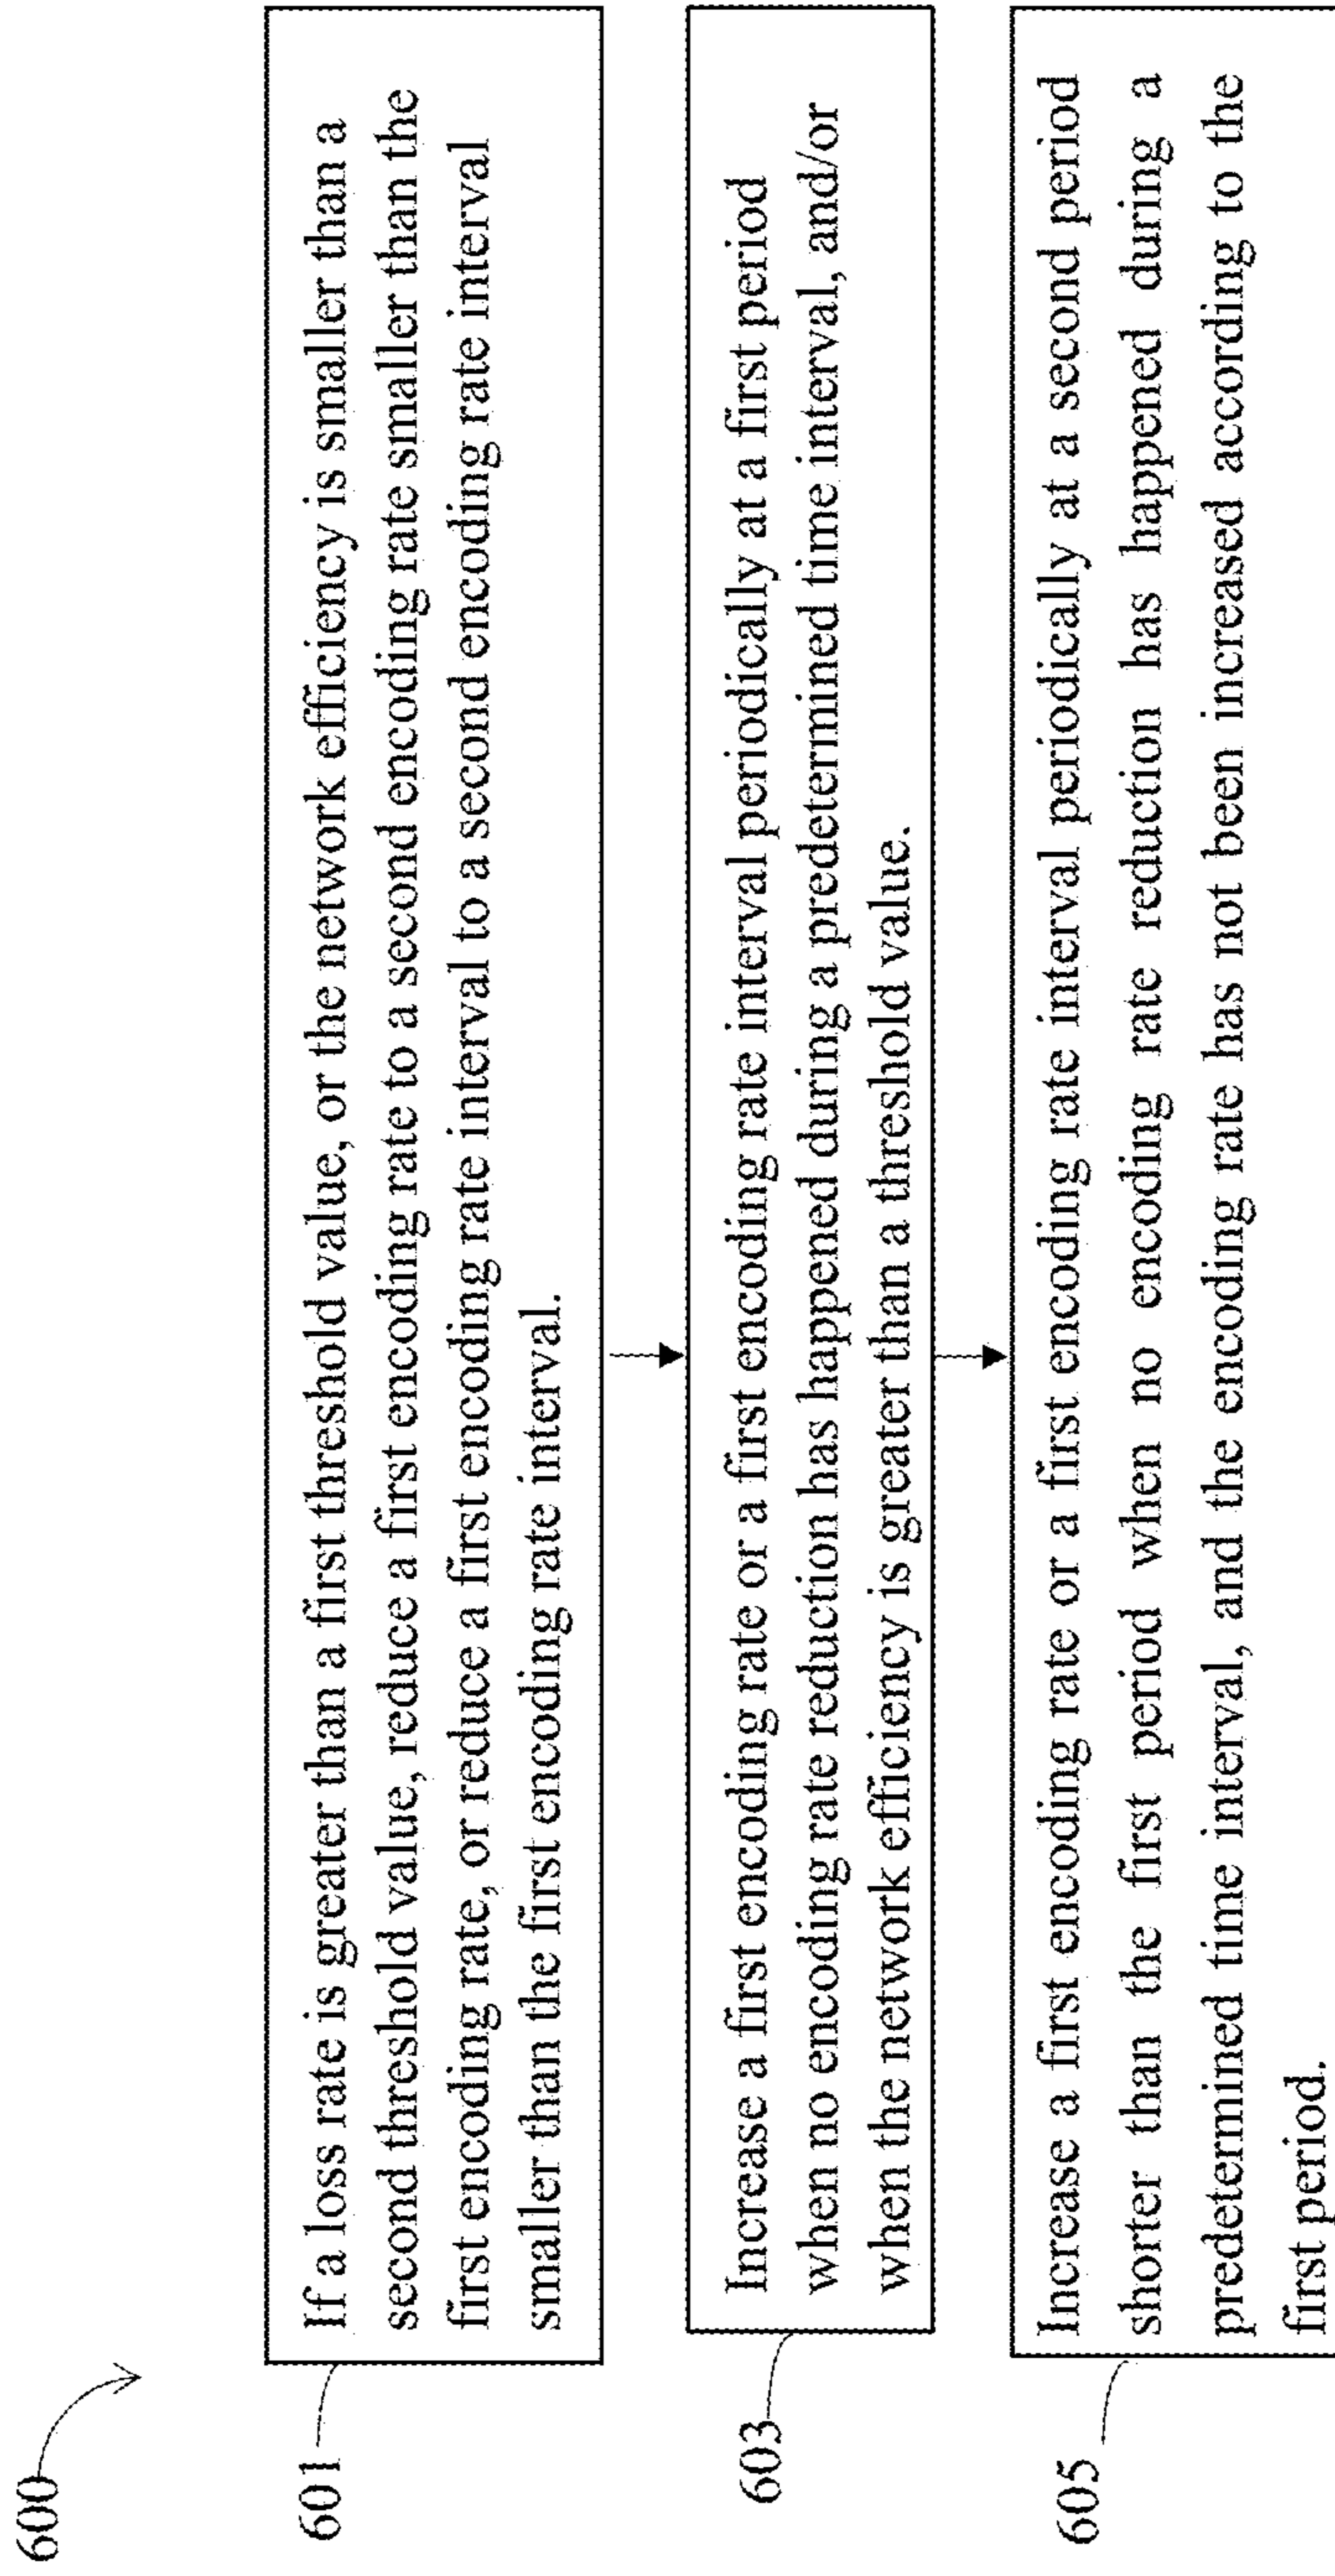 600
601
If a loss rate is greater than a first threshold value, or the network efficiency is smaller than a
second threshold value, reduce a first encoding rate to a second encoding rate smaller than the
first encoding rate, or reduce a first encoding rate interval to a second encoding rate interval
smaller than the first encoding rate interval.
603
Increase a first encoding rate or a first encoding rate interval periodically at a first period
when no encoding rate reduction has happened during a predetermined time interval, and/or
when the network efficiency is greater than a threshold value.
605
Increase a first encoding rate or a first encoding rate interval periodically at a second period
shorter than the first period when no encoding rate reduction has happened during a
predetermined time interval, and the encoding rate has not been increased according to the
first period.